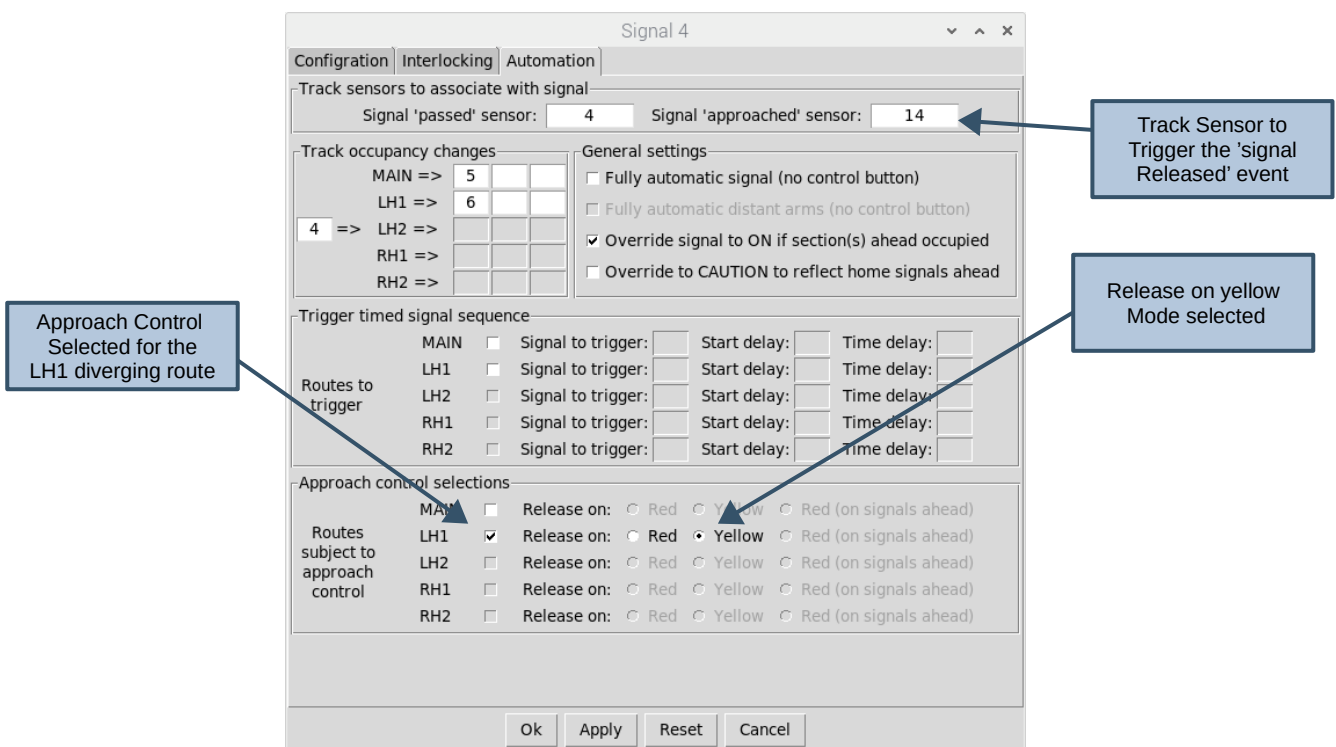 Signal 4
Configration Interlocking Automation
Track sensors to associate with signal
Signal 'passed' sensor: 4 Signal 'approached' sensor: 14
Track Sensor to
Trigger the ’signal
Released’ event
Track occupancy changes
MAIN => 5
LH1 => 6
4 => LH2 =>
RH1 =>
RH2 =>
General settings
Fully automatic signal (no control button)
Fully automatic distant arms (no control button)
Override signal to ON if section(s) ahead occupied
Override to CAUTION to reflect home signals ahead
Release on yellow
Mode selected
Approach Control
Selected for the
LH1 diverging route
Trigger timed signal sequence
Routes to
trigger
MAIN Signal to trigger: Start delay: Time delay:
LH1 Signal to trigger: Start delay: Time delay:
LH2 Signal to trigger: Start delay: Time delay:
RH1 Signal to trigger: Start delay: Time delay:
RH2 Signal to trigger: Start delay: Time delay:
Approach control selections
Routes
subject to
approach
control
MAIN Release on: Red Yellow Red (on signals ahead)
LH1 Release on: Red Yellow Red (on signals ahead)
LH2 Release on: Red Yellow Red (on signals ahead)
RH1 Release on: Red Yellow Red (on signals ahead)
RH2 Release on: Red Yellow Red (on signals ahead)
Ok Apply Reset Cancel